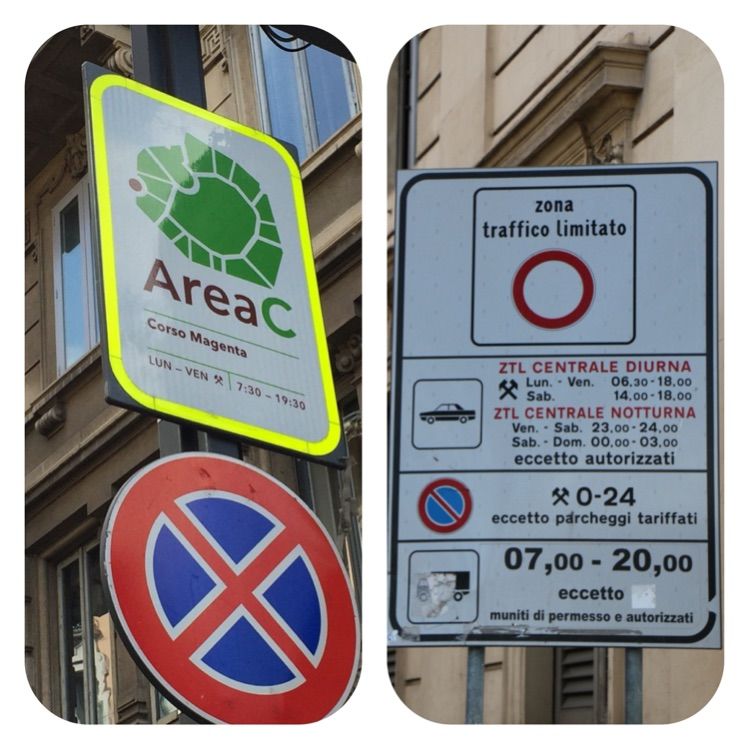 AreaC
Corso Magenta
LUN – VEN ⚒ 7:30 – 19:30
zona
traffico limitato
ZTL CENTRALE DIURNA
⚒ Lun. - Ven. 06,30 - 18,00
Sab. 14,00 - 18,00
ZTL CENTRALE NOTTURNA
Ven. - Sab. 23,00 - 24,00
Sab. - Dom. 00,00 - 03,00
eccetto autorizzati
⚒ 0-24
eccetto parcheggi tariffati
07,00 - 20,00
eccetto
muniti di permesso e autorizzati